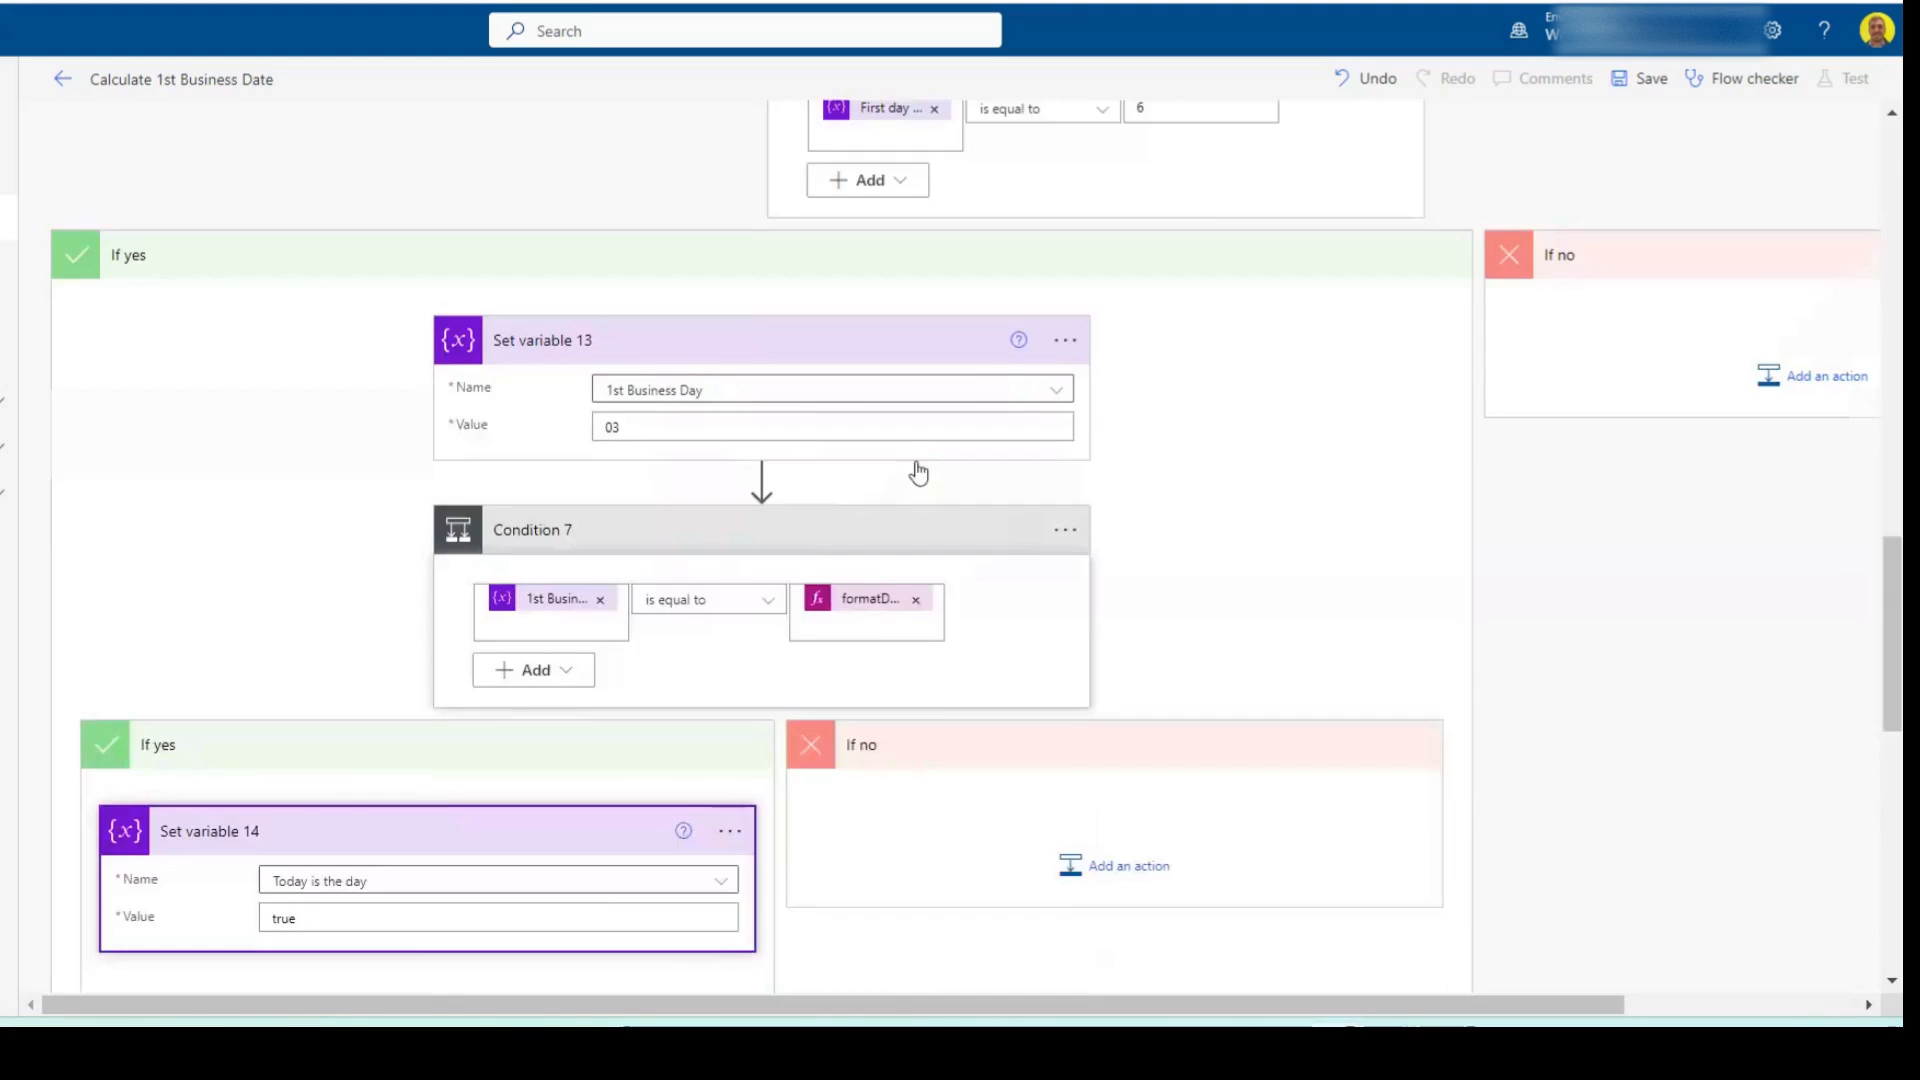 Search
En
W
?
Calculate 1st Business Date
Undo
Redo
Comments
Save
Flow checker
Test
{x} First day ... × is equal to 6
+ Add
If yes
If no
{x} Set variable 13 ? ...
* Name 1st Business Day
* Value 03
Add an action
Condition 7 ...
{x} 1st Busin... × is equal to fx formatD... ×
+ Add
If yes
If no
{x} Set variable 14 ? ...
* Name Today is the day
* Value true
Add an action